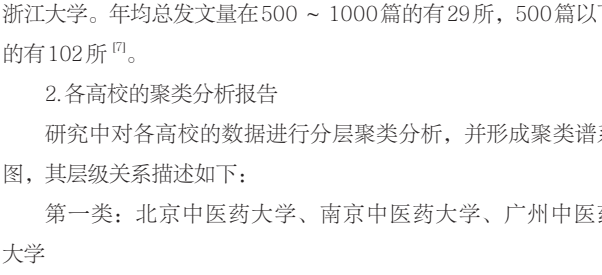 浙江大学。年均总发文量在500 ~ 1000篇的有29所，500篇以
的有102所 [7]。
2.各高校的聚类分析报告
研究中对各高校的数据进行分层聚类分析，并形成聚类谱
图，其层级关系描述如下：
第一类：北京中医药大学、南京中医药大学、广州中医
大学